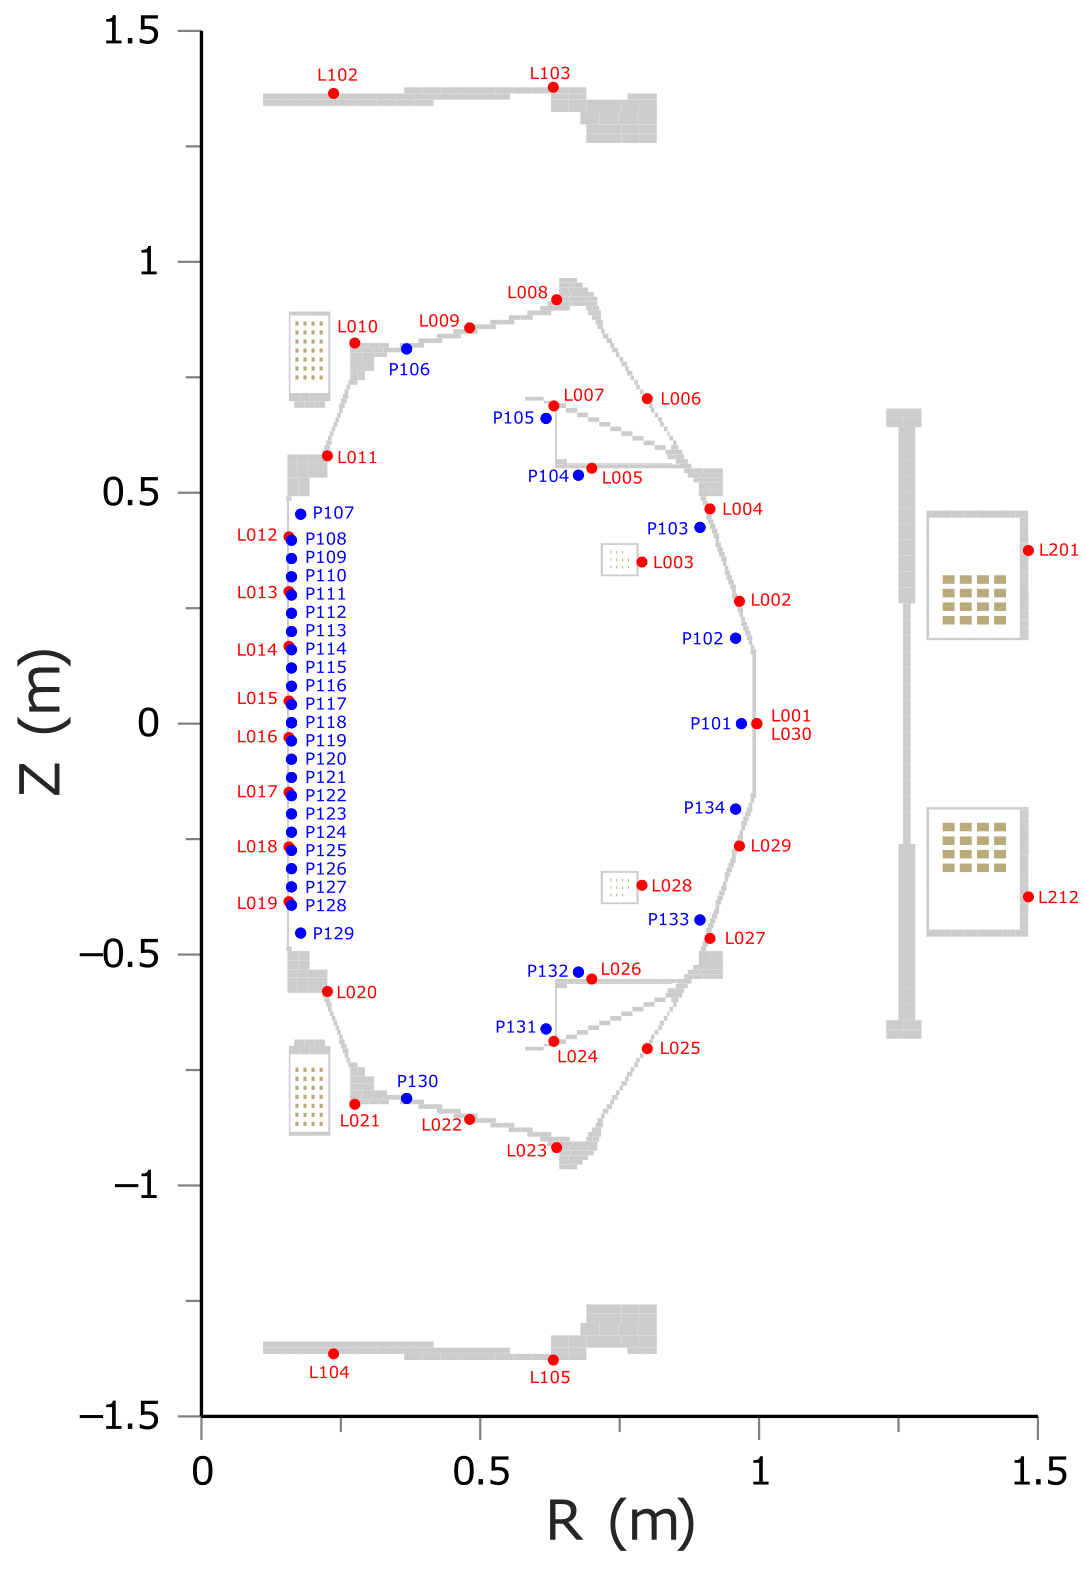 1.5
L102
L103
1
L008
L009
L010
P106
L007
L006
P105
L011
P104
L005
0.5
L004
P107
P103
L012
P108
L201
P109
L003
P110
L013
P111
L002
P112
P113
P102
L014
P114
P115
P116
L015
P117
Z (m)
0
P118
P101
L001
L030
L016
P119
P120
P121
L017
P122
P134
P123
P124
L018
P125
L029
P126
P127
L028
L019
P128
L212
P129
P133
L027
−0.5
P132
L026
L020
P131
L024
L025
P130
L021
L022
L023
−1
L104
L105
−1.5
0
0.5
1
1.5
R (m)